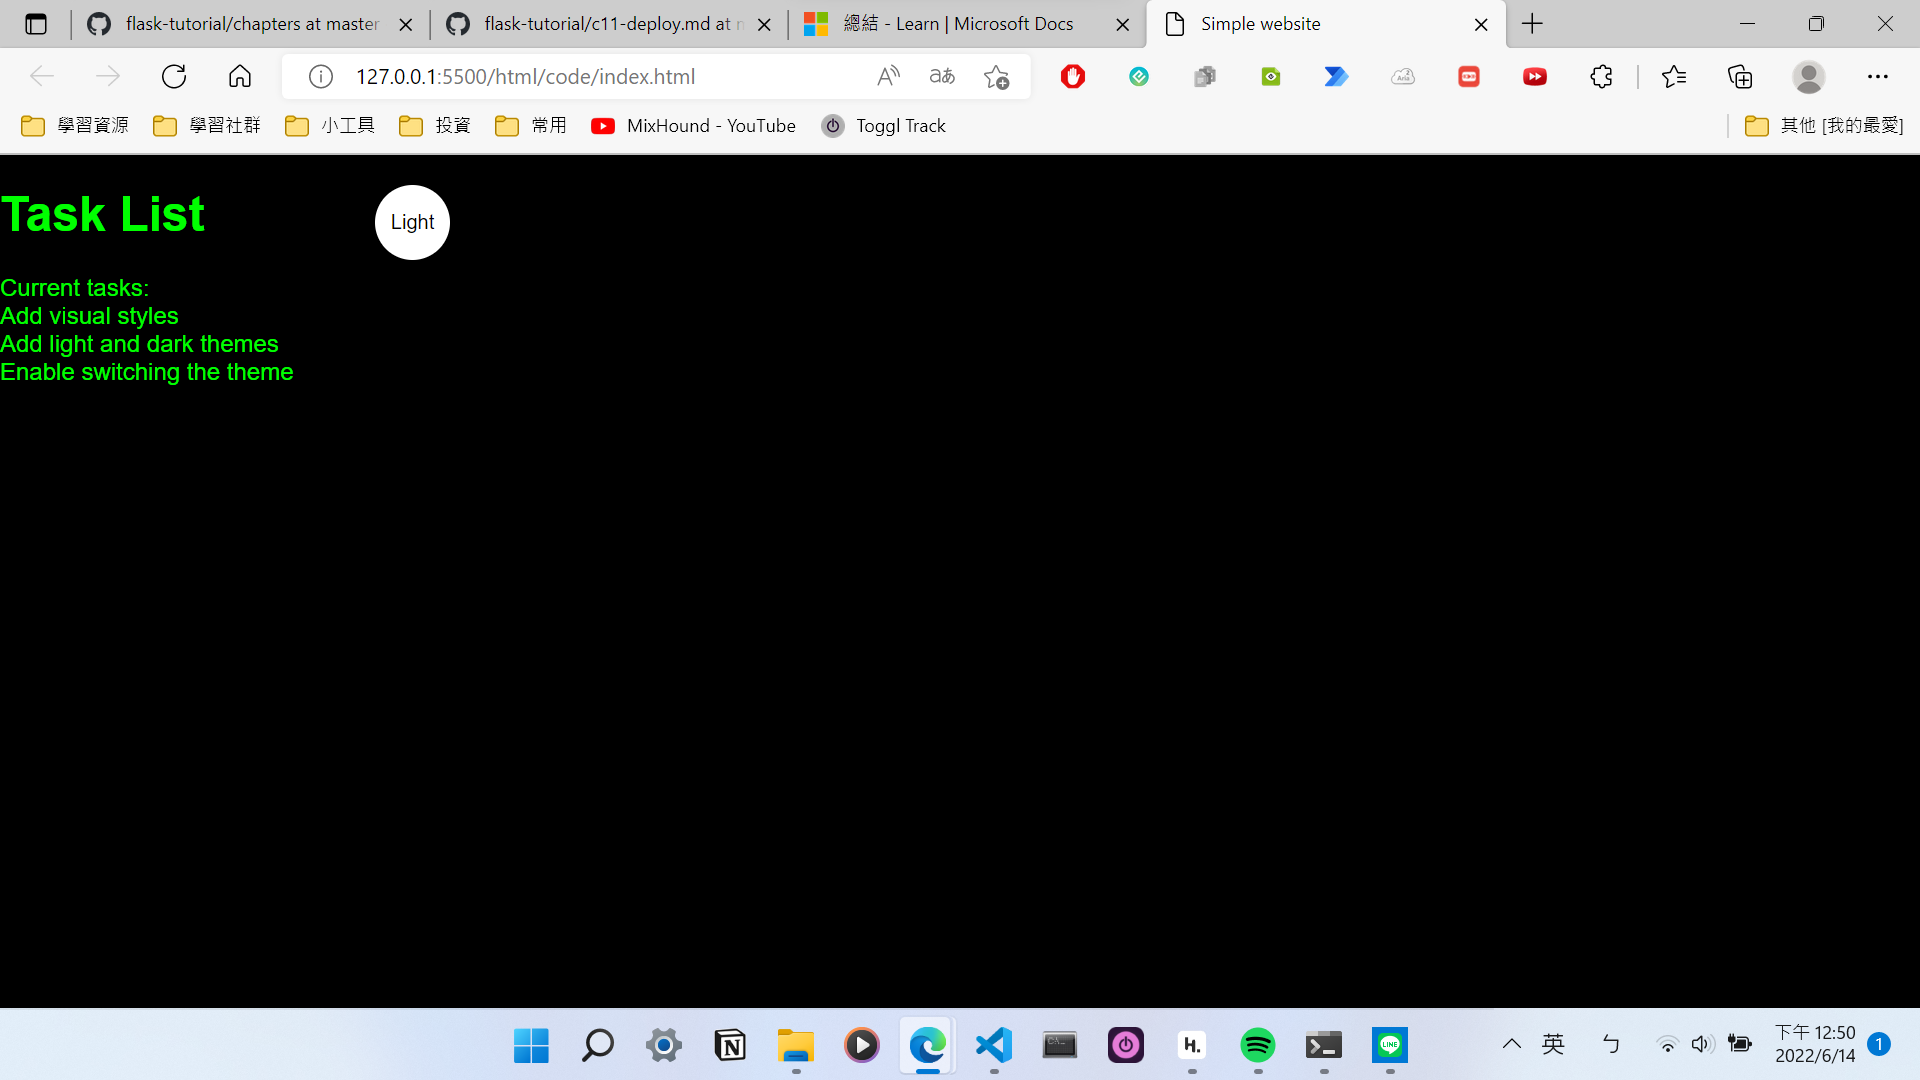 flask-tutorial/chapters at master
flask-tutorial/c11-deploy.md at m
總結 - Learn | Microsoft Docs
Simple website
127.0.0.1:5500/html/code/index.html
學習資源
學習社群
小工具
投資
常用
MixHound - YouTube
Toggl Track
其他 [我的最愛]
Task List
Light
Current tasks:
Add visual styles
Add light and dark themes
Enable switching the theme
英
ㄅ
下午 12:50
2022/6/14
1